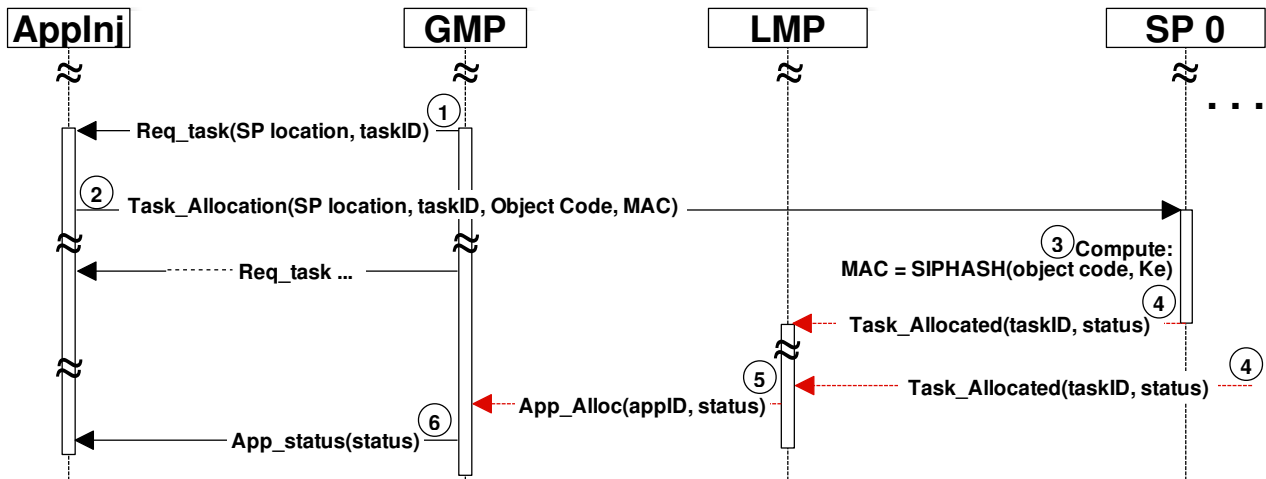 AppInj GMP LMP SP 0
. . .
1
Req_task(SP location, taskID)
2
Task_Allocation(SP location, taskID, Object Code, MAC)
3 Compute:
MAC = SIPHASH(object code, Ke)
Req_task ...
4
Task_Allocated(taskID, status)
4
Task_Allocated(taskID, status)
5
App_Alloc(appID, status)
6
App_status(status)